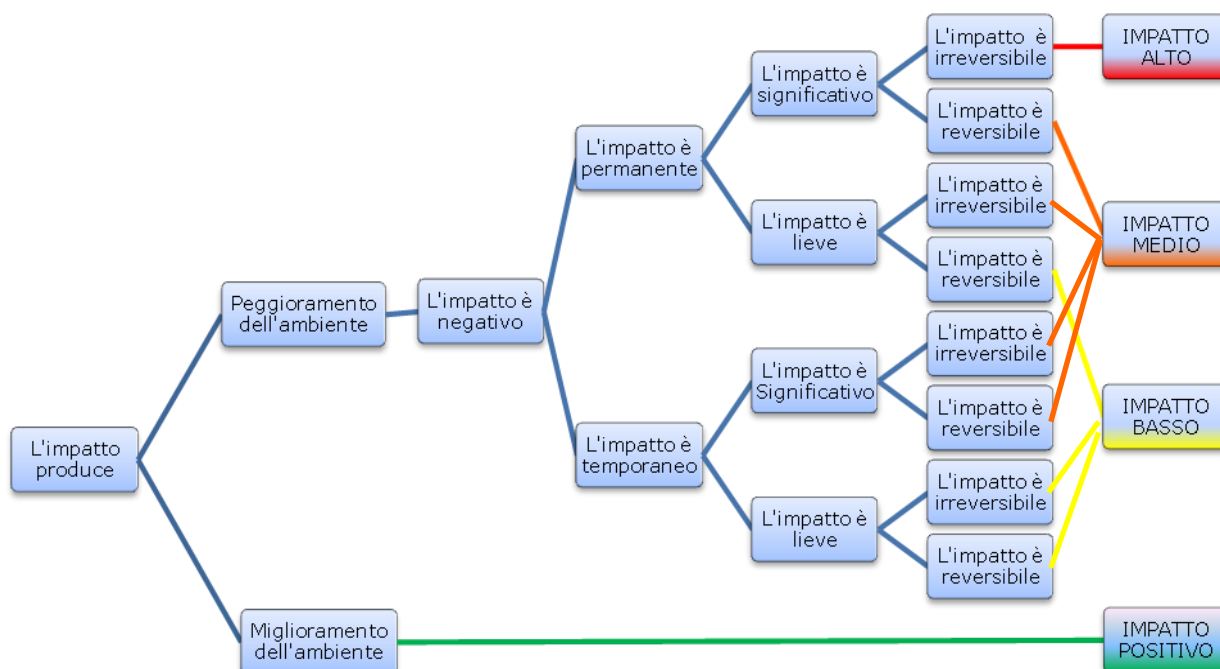 L'impatto è
irreversibile
IMPATTO
ALTO
L'impatto è
significativo
L'impatto è
reversibile
L'impatto è
permanente
L'impatto è
irreversibile
L'impatto è
lieve
IMPATTO
MEDIO
L'impatto è
reversibile
Peggioramento
dell'ambiente
L'impatto è
negativo
L'impatto è
irreversibile
L'impatto è
Significativo
L'impatto è
reversibile
IMPATTO
BASSO
L'impatto
produce
L'impatto è
temporaneo
L'impatto è
irreversibile
L'impatto è
lieve
L'impatto è
reversibile
Miglioramento
dell'ambiente
IMPATTO
POSITIVO